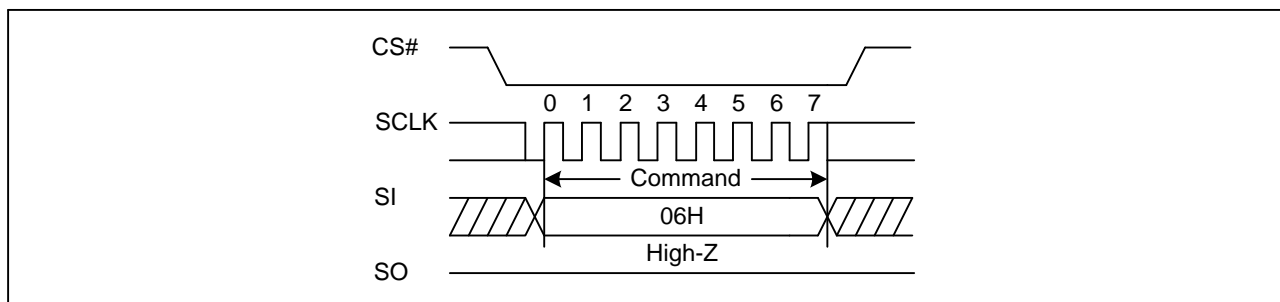 CS#
0 1 2 3 4 5 6 7
SCLK
Command
SI
06H
High-Z
SO